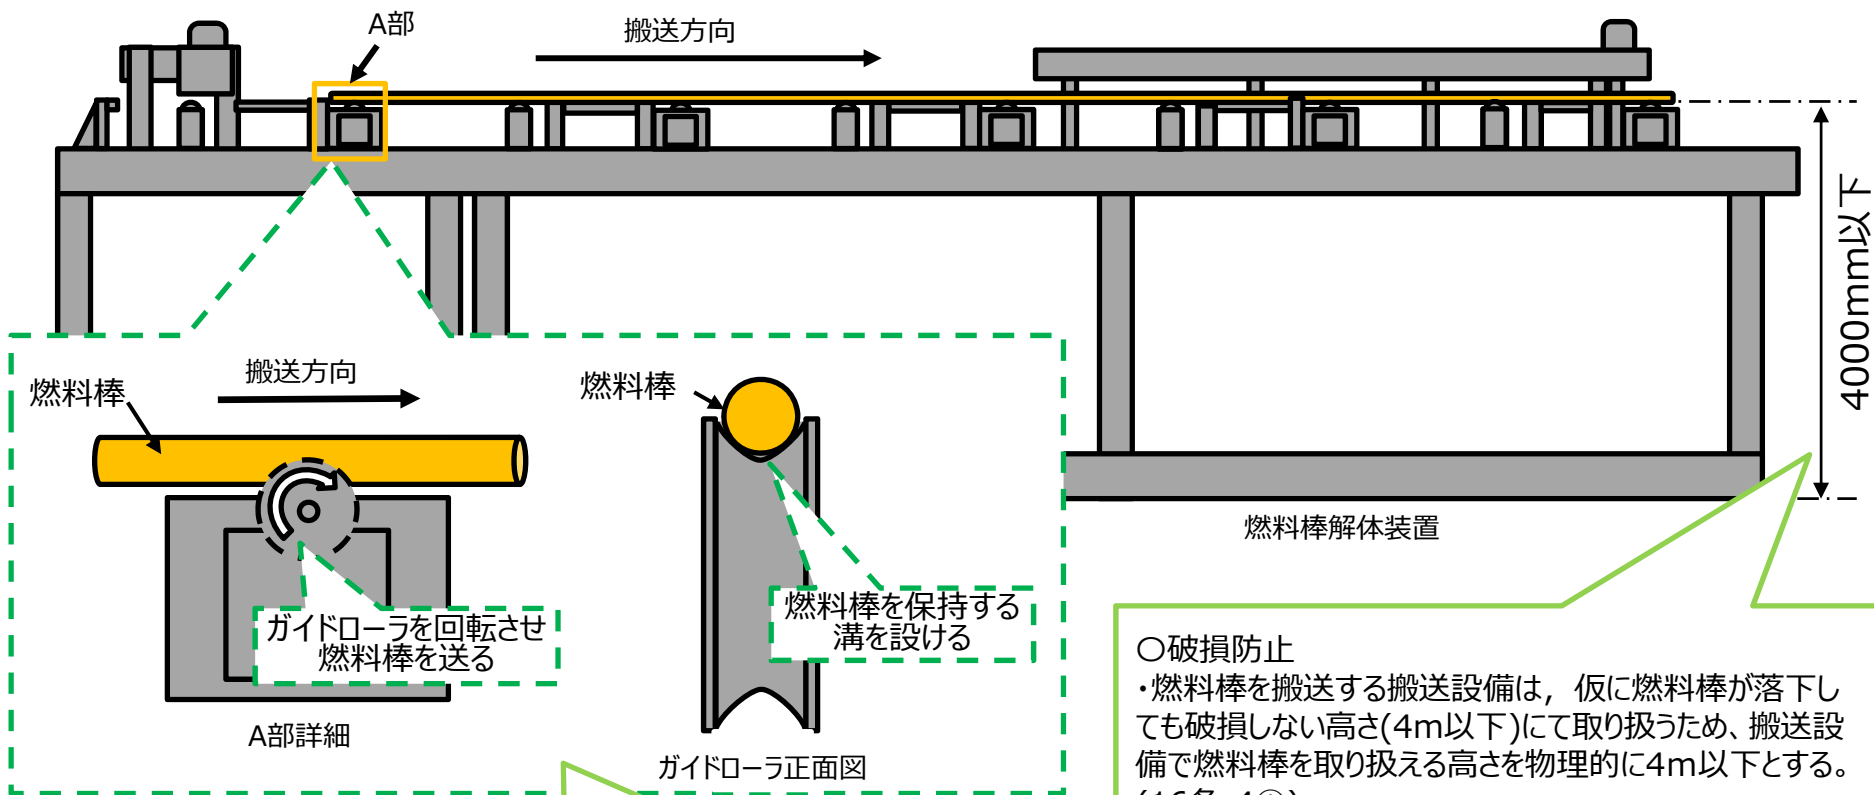 A部
搬送方向
4000mm以下
搬送方向
燃料棒
燃料棒
ガイドローラを回転させ
燃料棒を送る
燃料棒を保持する
溝を設ける
A部詳細
ガイドローラ正面図
燃料棒解体装置
〇破損防止
・燃料棒を搬送する搬送設備は，仮に燃料棒が落下し
ても破損しない高さ(4m以下)にて取り扱うため、搬送設
備で燃料棒を取り扱える高さを物理的に4m以下とする。